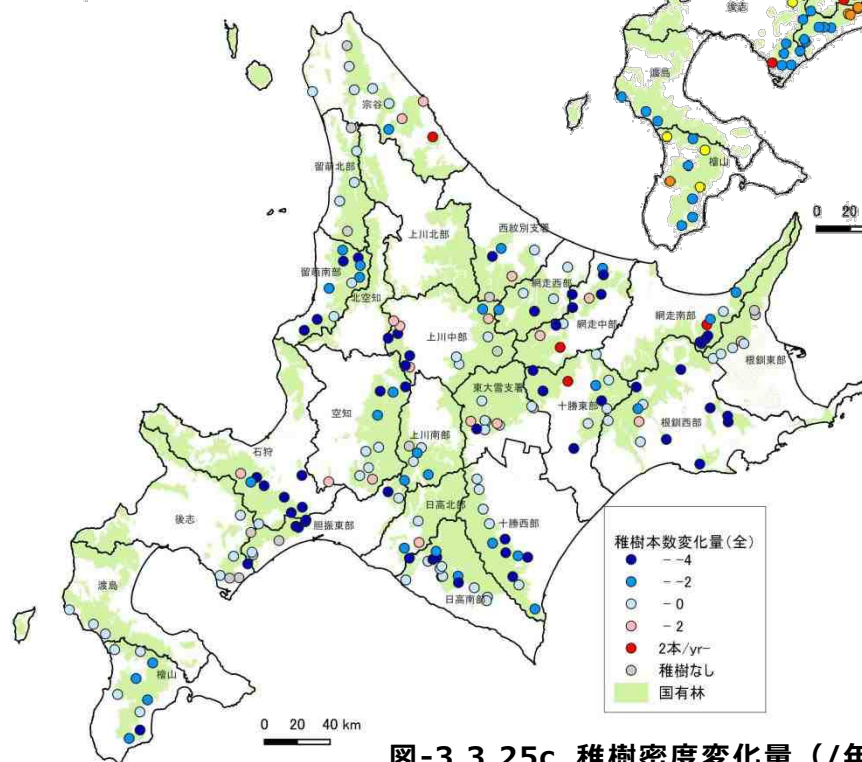 後志
渡島
檜山
0 20
宗谷
留萌北部
上川北部
西紋別支署
留萌南部
北空知
網走西部
網走中部
網走南部
上川中部
根釧東部
東大雪支署
十勝東部
空知
上川南部
根釧西部
石狩
後志
胆振東部
日高北部
十勝西部
渡島
日高南部
檜山
稚樹本数変化量(全)
- -4
- -2
- 0
- 2
2本/yr-
稚樹なし
国有林
0 20 40 km
図-3.3.25c 稚樹密度変化量 (/年